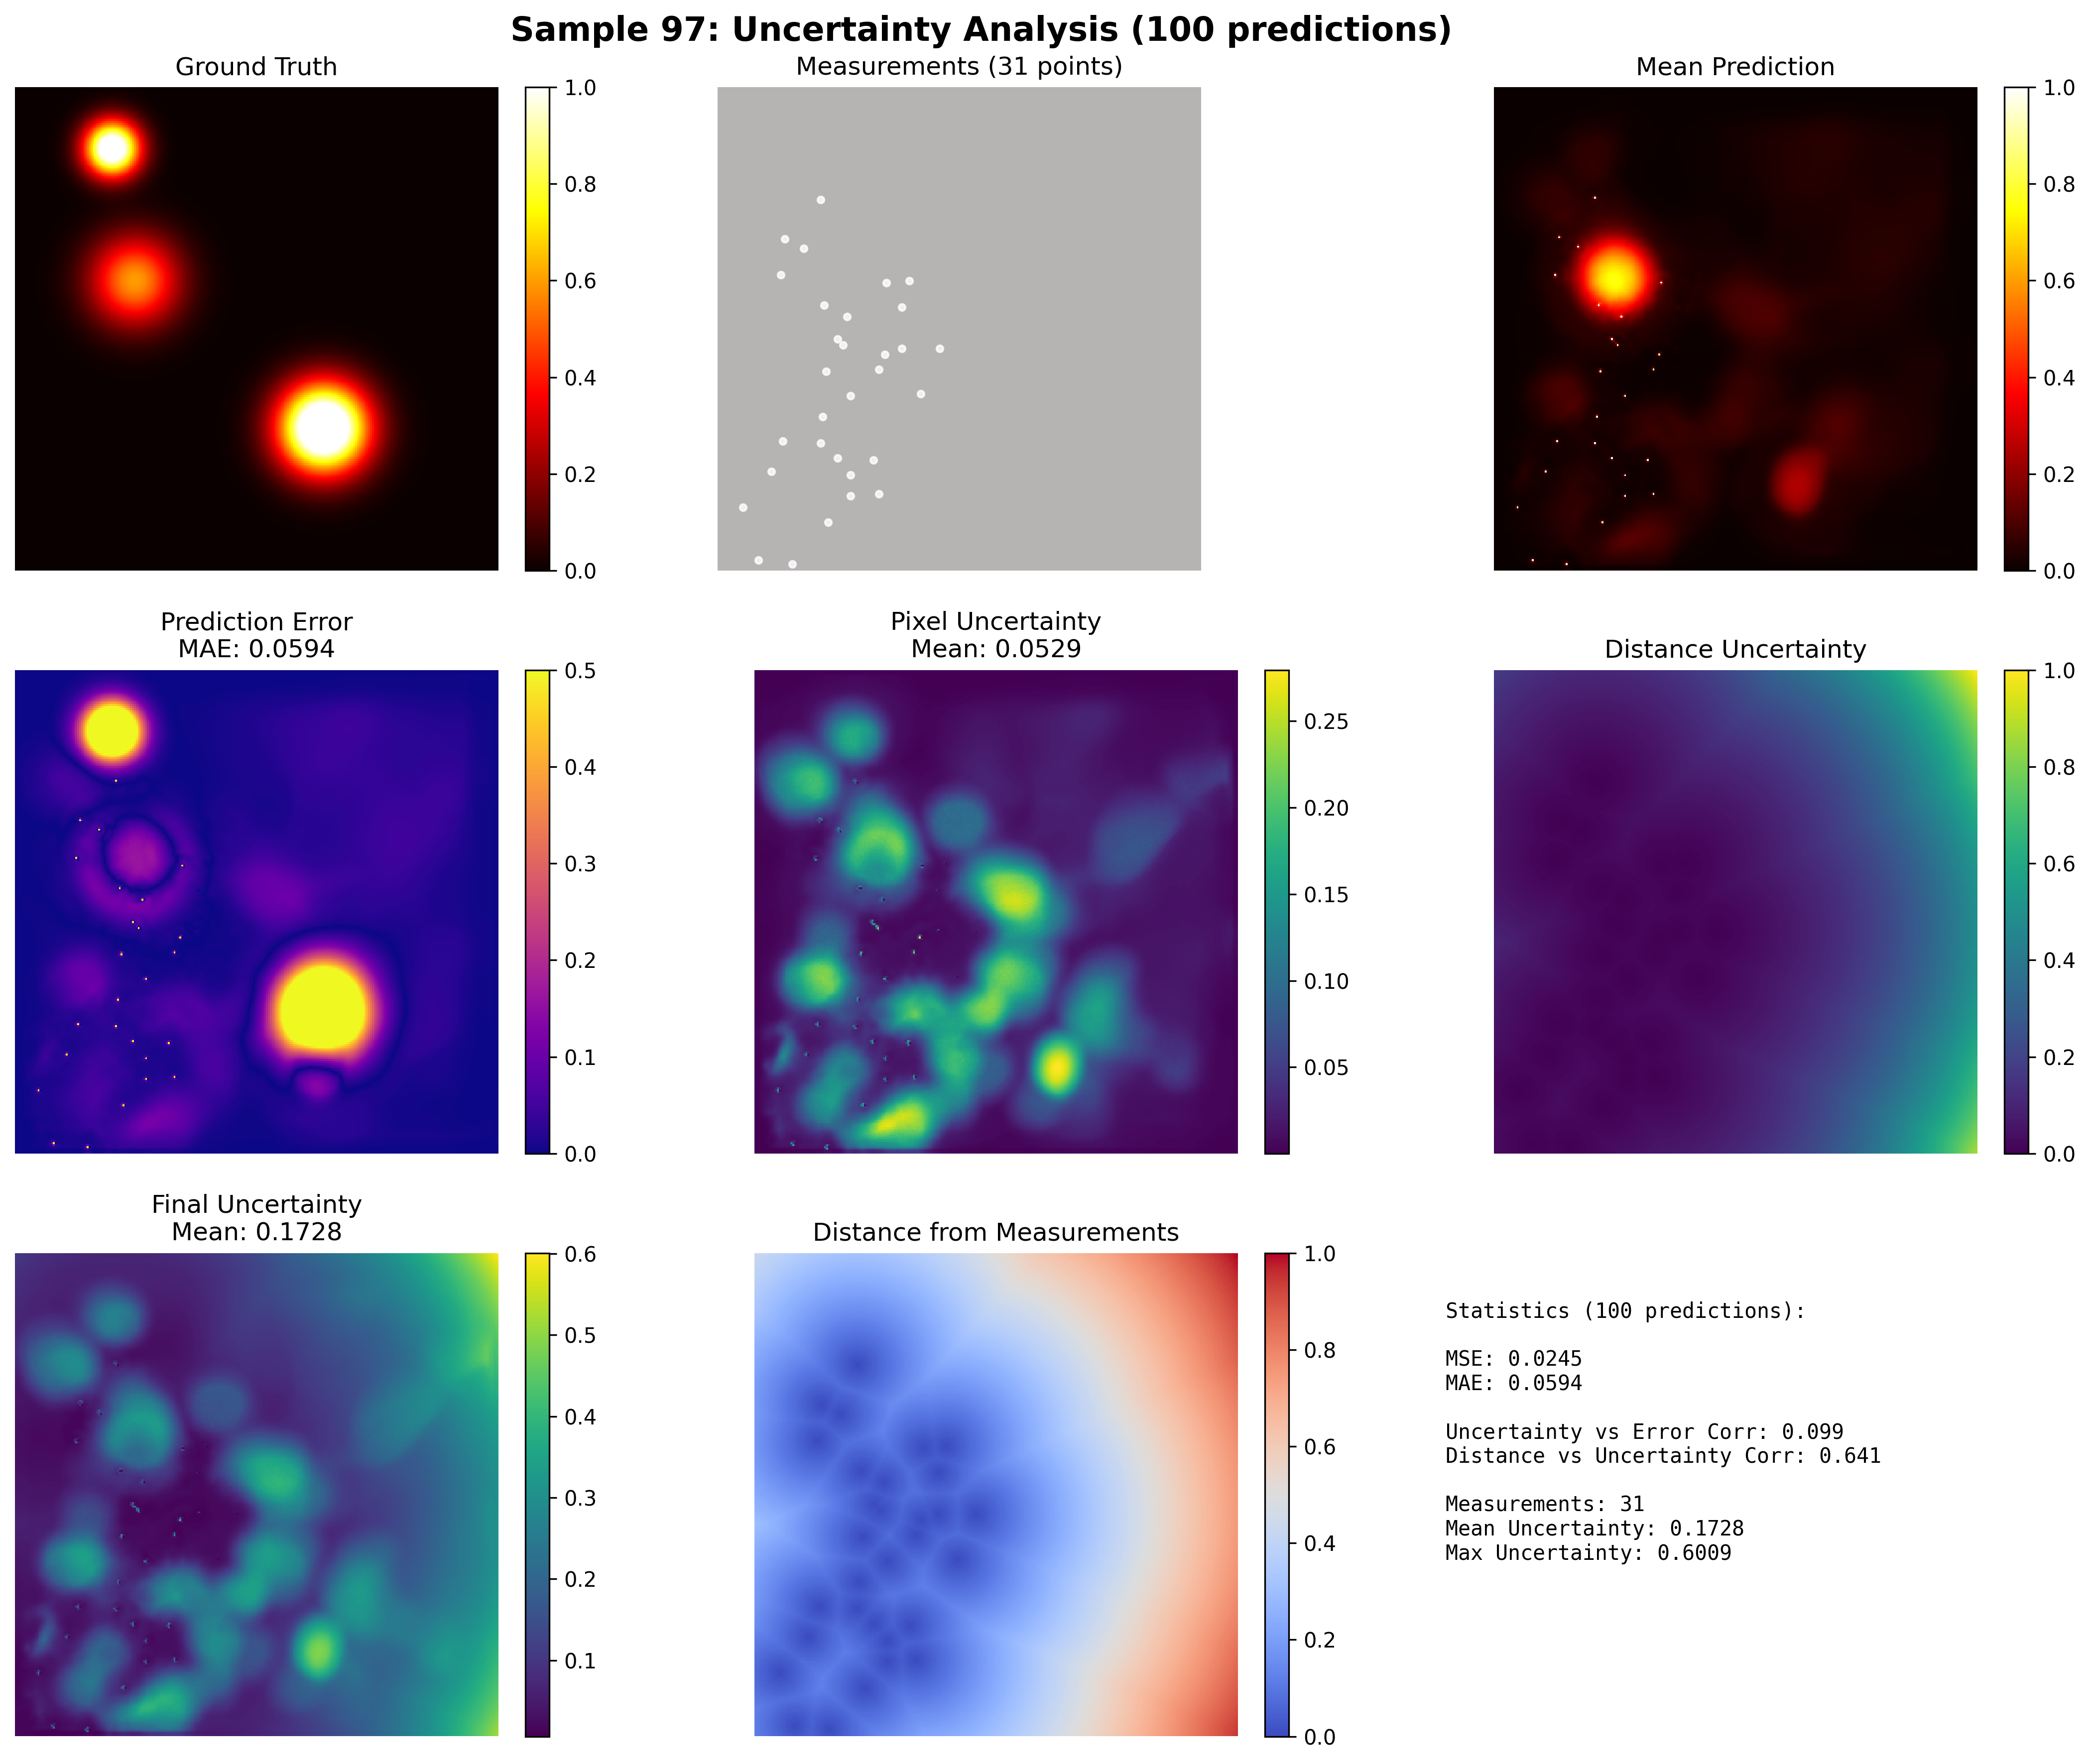 Sample 97: Uncertainty Analysis (100 predictions)
Ground Truth
1.0
0.8
0.6
0.4
0.2
0.0
Measurements (31 points)
Mean Prediction
1.0
0.8
0.6
0.4
0.2
0.0
Prediction Error
MAE: 0.0594
0.5
0.4
0.3
0.2
0.1
0.0
Pixel Uncertainty
Mean: 0.0529
0.25
0.20
0.15
0.10
0.05
Distance Uncertainty
1.0
0.8
0.6
0.4
0.2
0.0
Final Uncertainty
Mean: 0.1728
0.6
0.5
0.4
0.3
0.2
0.1
Distance from Measurements
1.0
0.8
0.6
0.4
0.2
0.0
Statistics (100 predictions):
MSE: 0.0245
MAE: 0.0594
Uncertainty vs Error Corr: 0.099
Distance vs Uncertainty Corr: 0.641
Measurements: 31
Mean Uncertainty: 0.1728
Max Uncertainty: 0.6009